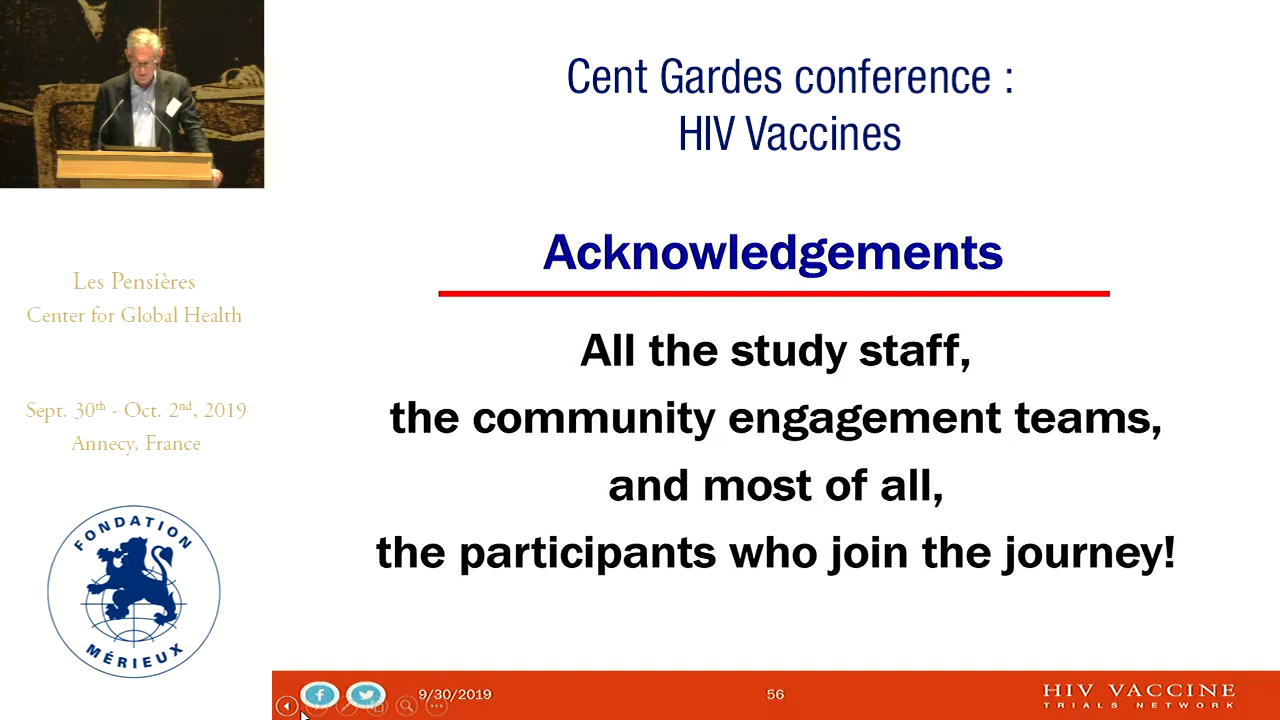 Cent Gardes conference :
HIV Vaccines
Les Pensières
Center for Global Health
Sept. 30th - Oct. 2nd, 2019
Annecy, France
FONDATION
MÉRIEUX
Acknowledgements
All the study staff,
the community engagement teams,
and most of all,
the participants who join the journey!
9/30/2019
56
HIV VACCINE
TRIALS NETWORK